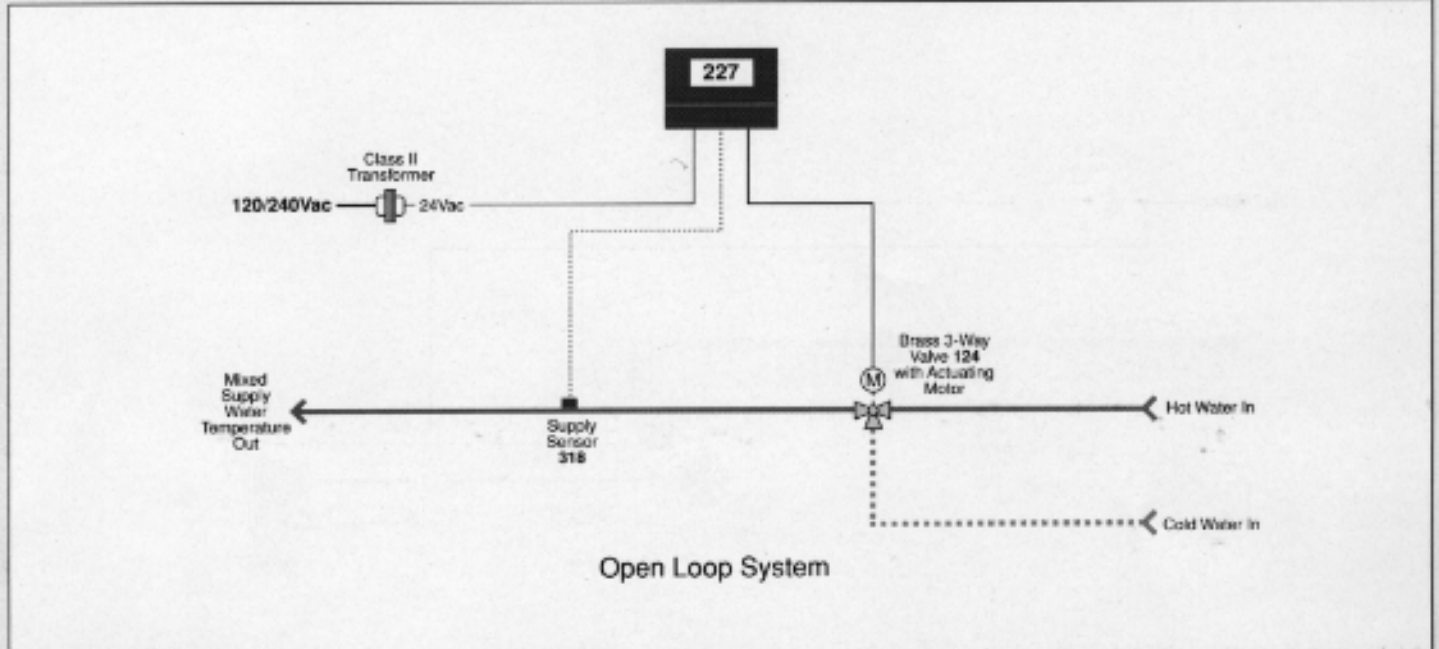 227
Class II
Transformer
120/240Vac
24Vac
Brass 3-Way
Valve 124
with Actuating
Motor
M
Mixed
Supply
Water
Temperature
Out
Hot Water In
Supply
Sensor
318
Cold Water In
Open Loop System